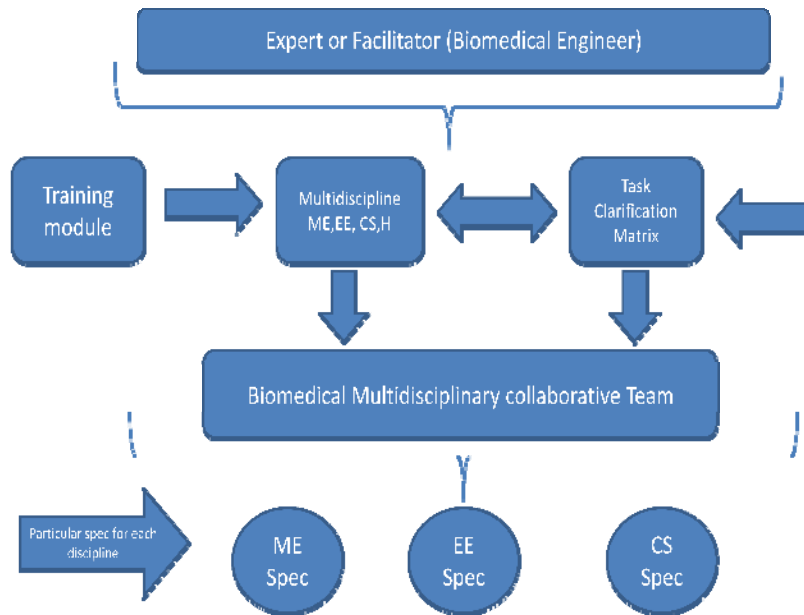 Expert or Facilitator (Biomedical Engineer)
Training
module
Multidiscipline
ME,EE, CS,H
Task
Clarification
Matrix
Biomedical Multidisciplinary collaborative Team
Particular spec for each
discipline
ME
Spec
EE
Spec
CS
Spec